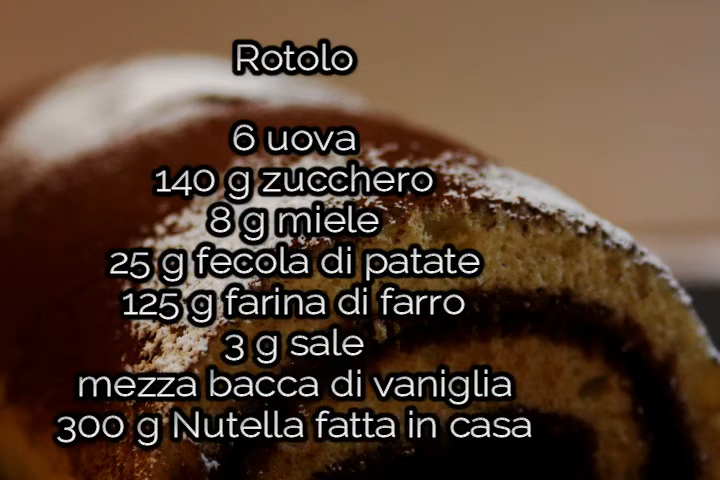 Rotolo
6 uova
140 g zucchero
8 g miele
25 g fecola di patate
125 g farina di farro
3 g sale
mezza bacca di vaniglia
300 g Nutella fatta in casa